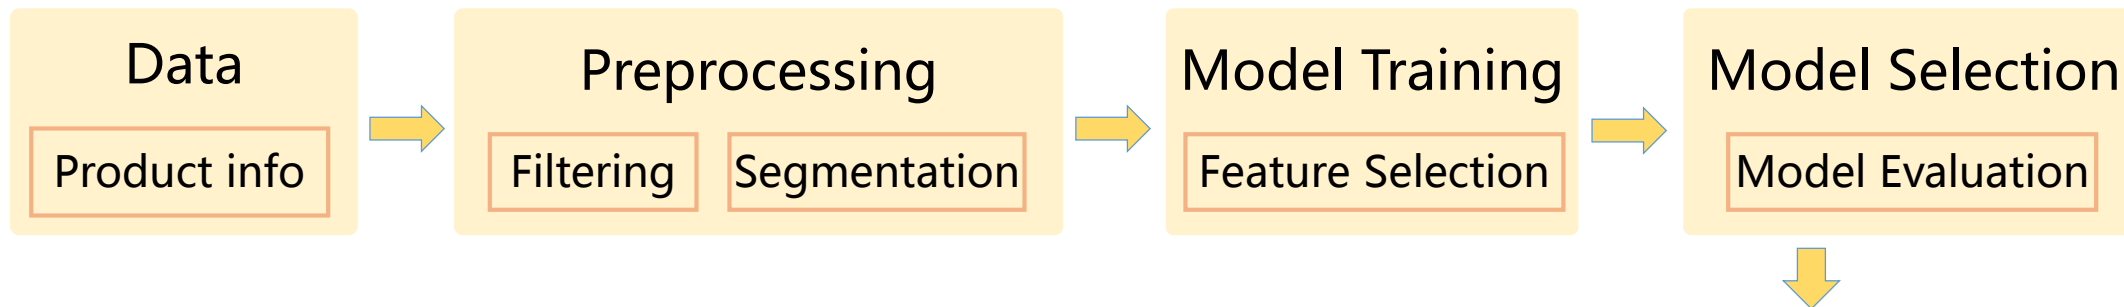 Data
Product info
Preprocessing
Filtering
Segmentation
Model Training
Feature Selection
Model Selection
Model Evaluation